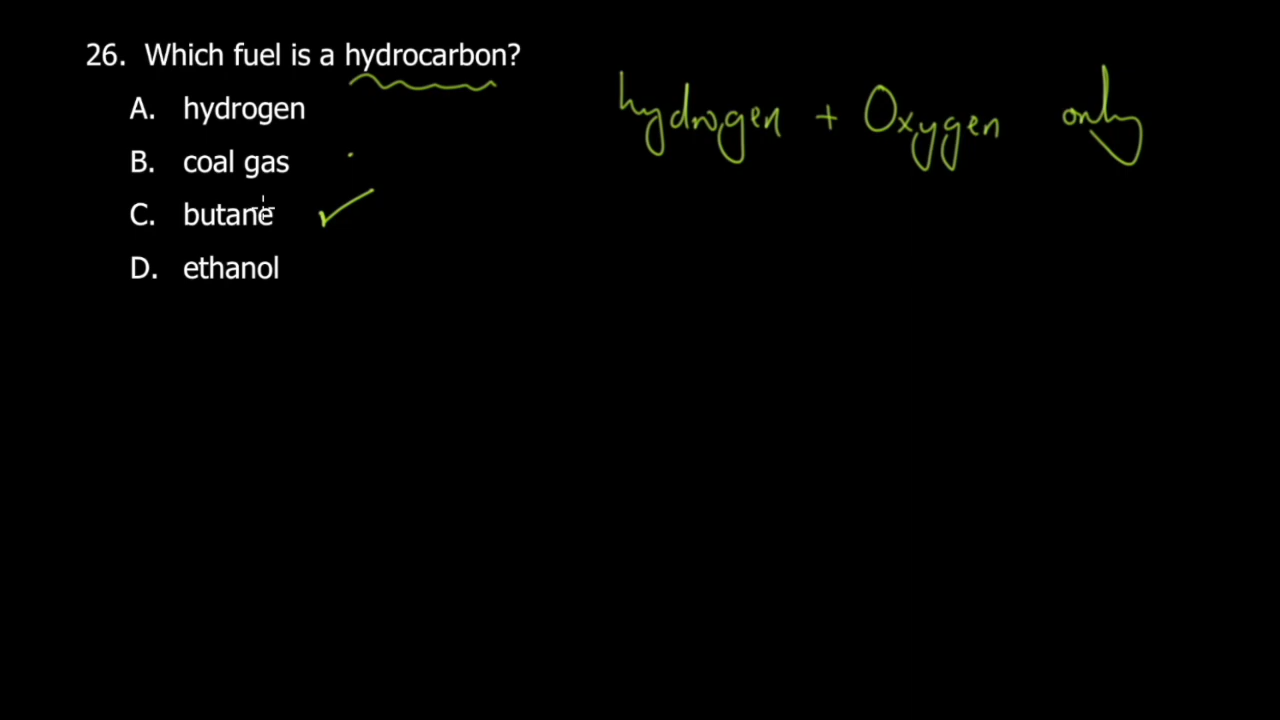 26. Which fuel is a hydrocarbon?
hydrogen + Oxygen only
A. hydrogen
B. coal gas
C. butane
D. ethanol